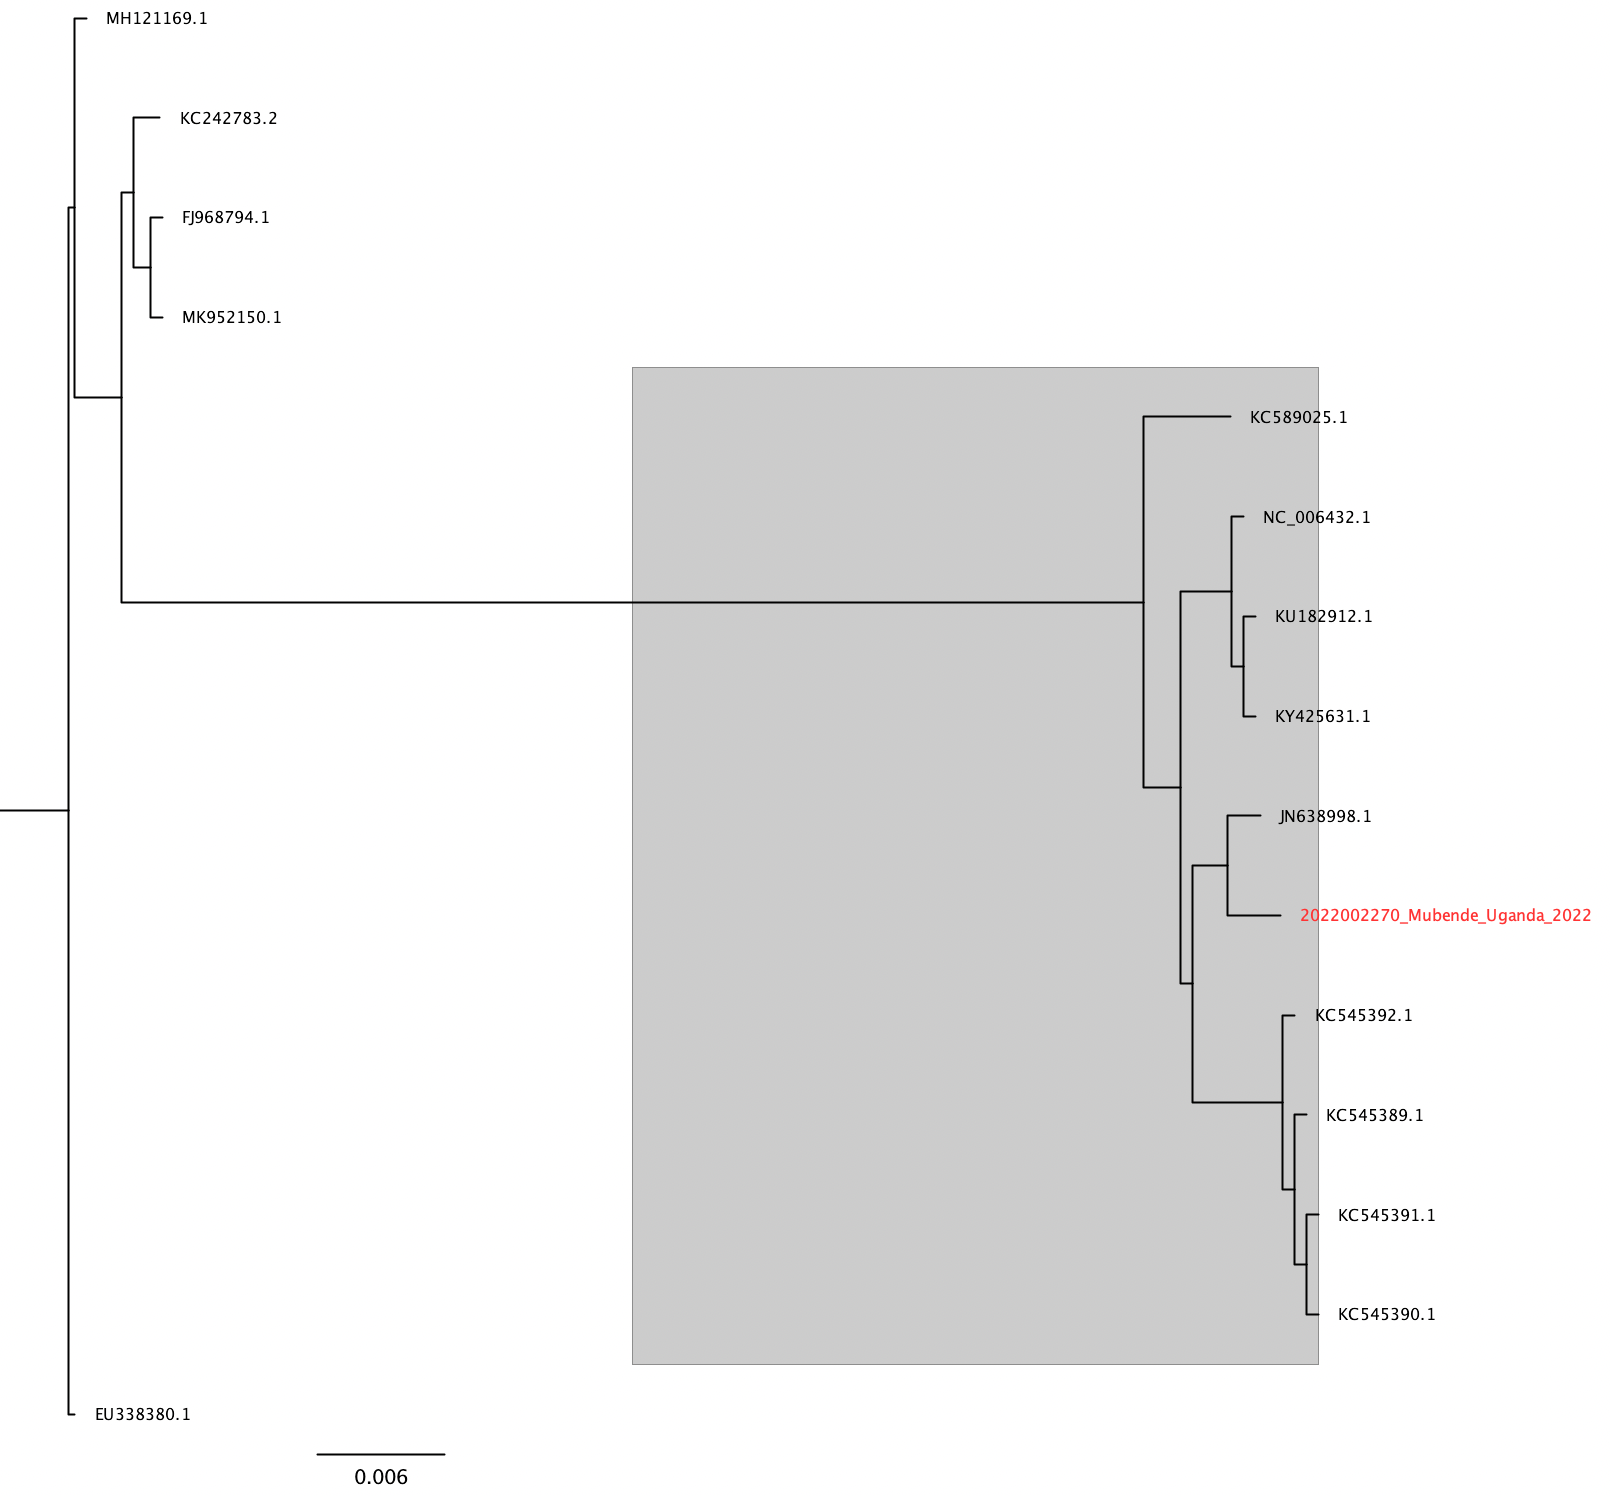 MH121169.1
KC242783.2
FJ968794.1
MK952150.1
KC589025.1
NC_006432.1
KU182912.1
KY425631.1
JN638998.1
2022002270_Mubende_Uganda_2022
KC545392.1
KC545389.1
KC545391.1
KC545390.1
EU338380.1
0.006